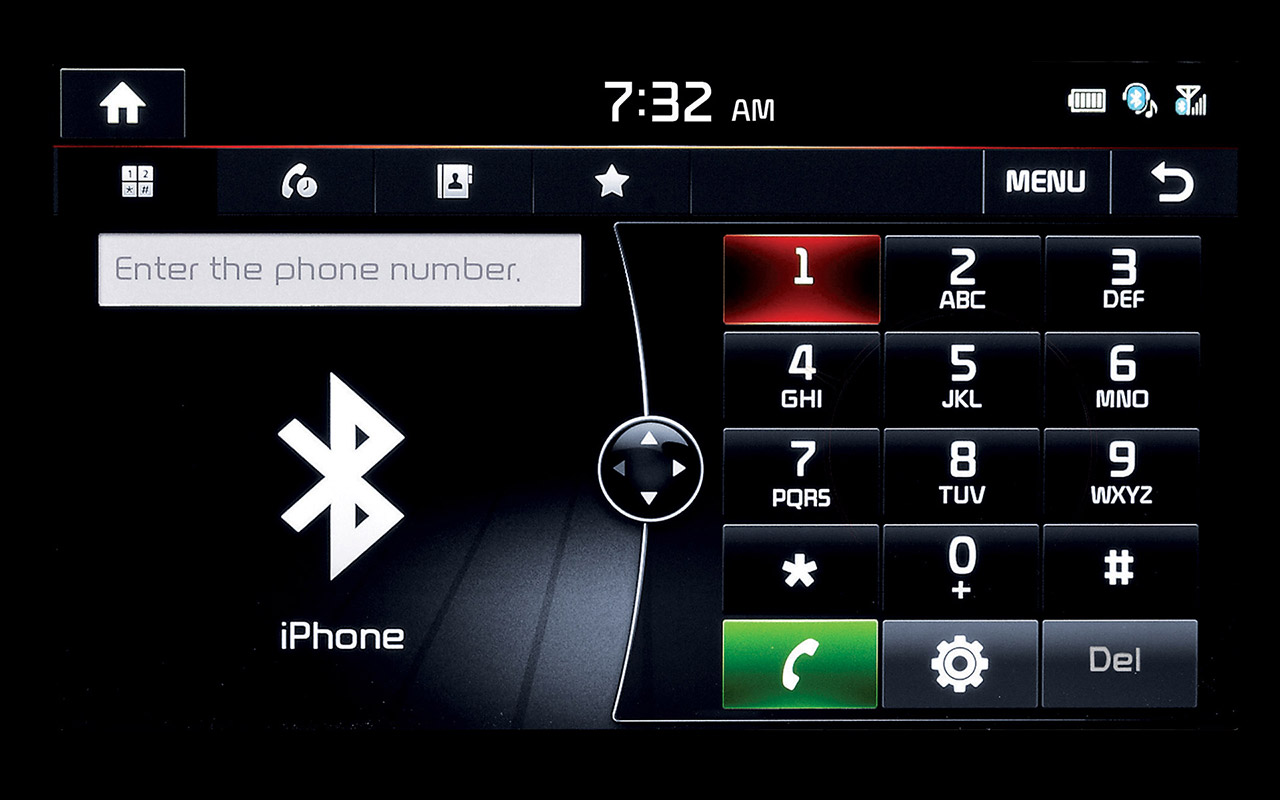 7:32 AM
1 2
* #
MENU
Enter the phone number.
1
2
ABC
3
DEF
4
GHI
5
JKL
6
MNO
7
PQRS
8
TUV
9
WXYZ
*
0
+
#
iPhone
Del